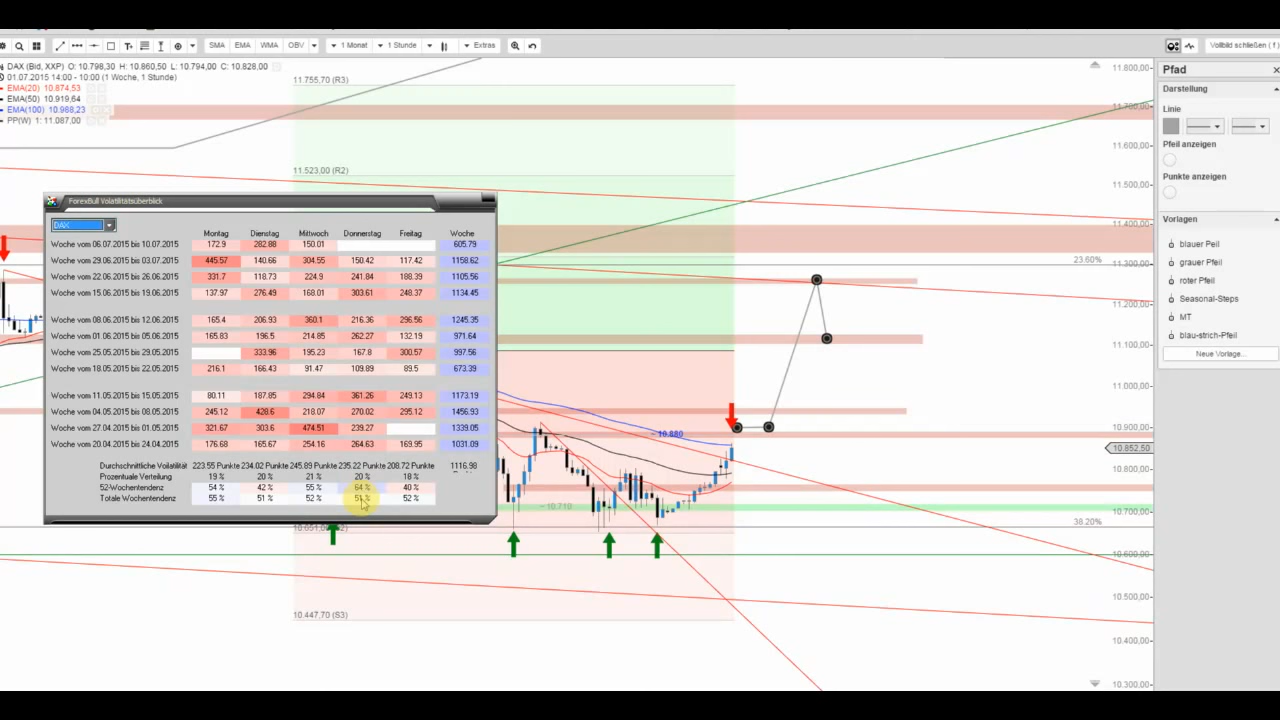 SMA EMA WMA OBV 1 Monat 1 Stunde Extras Vollbild schließen ( f )
DAX (Bid, XXP) O: 10.798,30 H: 10.860,50 L: 10.794,00 C: 10.828,00
01.07.2015 14:00 - 10:00 (1 Woche, 1 Stunde)
EMA(20) 10.874,53
EMA(50) 10.919,64
EMA(100) 10.988,23
PP(W) 1: 11.087,00
11.755,70 (R3)
11.523,00 (R2)
23.60%
10.880
10.710
38.20%
10.447,70 (S3)
11.800,00
11.700,00
11.600,00
11.500,00
11.400,00
11.300,00
11.200,00
11.100,00
11.000,00
10.900,00
10.852,50
10.800,00
10.700,00
10.600,00
10.500,00
10.400,00
10.300,00
ForexBull Volatilitätsüberblick
DAX
Montag Dienstag Mittwoch Donnerstag Freitag Woche
Woche vom 06.07.2015 bis 10.07.2015 172.9 282.88 150.01 605.79
Woche vom 29.06.2015 bis 03.07.2015 445.57 140.66 304.55 150.42 117.42 1158.62
Woche vom 22.06.2015 bis 26.06.2015 331.7 118.73 224.9 241.84 188.39 1105.56
Woche vom 15.06.2015 bis 19.06.2015 137.97 276.49 168.01 303.61 248.37 1134.45
Woche vom 08.06.2015 bis 12.06.2015 165.4 206.93 360.1 216.36 296.56 1245.35
Woche vom 01.06.2015 bis 05.06.2015 165.83 196.5 214.85 262.27 132.19 971.64
Woche vom 25.05.2015 bis 29.05.2015 333.96 195.23 167.8 300.57 997.56
Woche vom 18.05.2015 bis 22.05.2015 216.1 166.43 91.47 109.89 89.5 673.39
Woche vom 11.05.2015 bis 15.05.2015 80.11 187.85 294.84 361.26 249.13 1173.19
Woche vom 04.05.2015 bis 08.05.2015 245.12 428.6 218.07 270.02 295.12 1456.93
Woche vom 27.04.2015 bis 01.05.2015 321.67 303.6 474.51 239.27 1339.05
Woche vom 20.04.2015 bis 24.04.2015 176.68 165.67 254.16 264.63 169.95 1031.09
Durchschnittliche Volatilität 223.55 Punkte 234.02 Punkte 245.89 Punkte 235.22 Punkte 208.72 Punkte 1116.98
Prozentuale Verteilung 19 % 20 % 21 % 20 % 18 %
52-Wochentendenz 54 % 42 % 55 % 64 % 40 %
Totale Wochentendenz 55 % 51 % 52 % 51 % 52 %
Pfad
Darstellung
Linie
Pfeil anzeigen
Punkte anzeigen
Vorlagen
blauer Peil
grauer Pfeil
roter Pfeil
Seasonal-Steps
MT
blau-strich-Pfeil
Neue Vorlage...